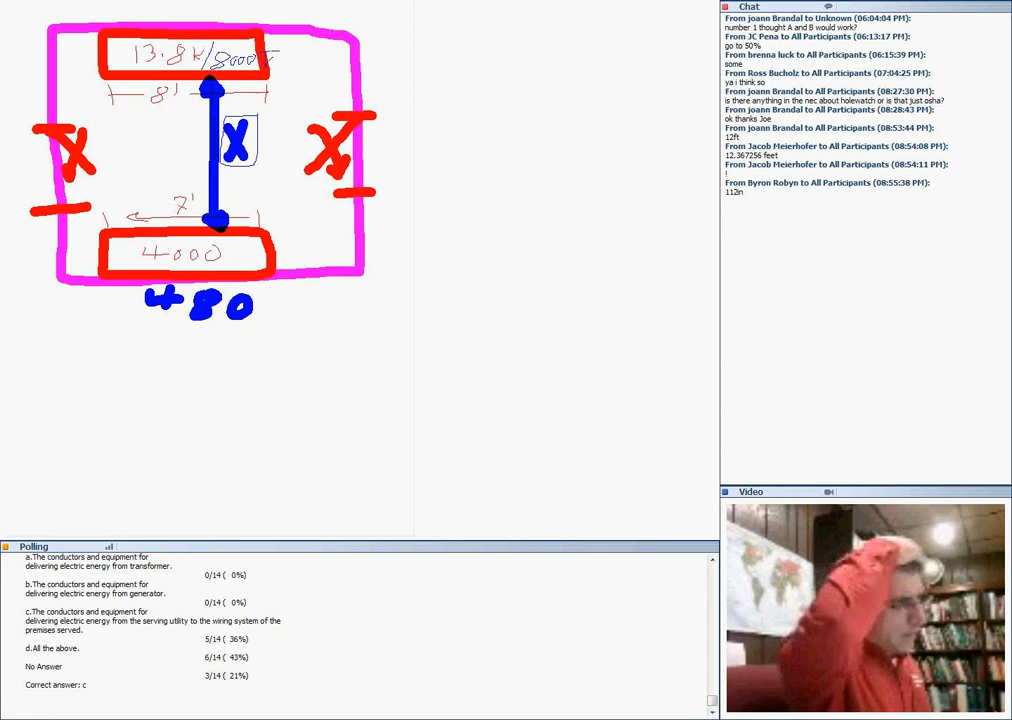 13.8k/8000
8'
X
X
X
7'
4000
480
Chat
From joann Brandal to Unknown (06:04:04 PM):
number 1 thought A and B would work?
From JC Pena to All Participants (06:13:17 PM):
go to 50%
From brenna luck to All Participants (06:15:39 PM):
some
From Ross Bucholz to All Participants (07:04:25 PM):
ya i think so
From joann Brandal to All Participants (08:27:30 PM):
is there anything in the nec about holewatch or is that just osha?
From joann Brandal to All Participants (08:28:43 PM):
ok thanks Joe
From joann Brandal to All Participants (08:53:44 PM):
12ft
From Jacob Meierhofer to All Participants (08:54:08 PM):
12.367256 feet
From Jacob Meierhofer to All Participants (08:54:11 PM):
!
From Byron Robyn to All Participants (08:55:38 PM):
112in
Video
Polling
a.The conductors and equipment for
delivering electric energy from transformer.
0/14 ( 0%)
b.The conductors and equipment for
delivering electric energy from generator.
0/14 ( 0%)
c.The conductors and equipment for
delivering electric energy from the serving utility to the wiring system of the
premises served.
5/14 ( 36%)
d.All the above.
6/14 ( 43%)
No Answer
3/14 ( 21%)
Correct answer: c